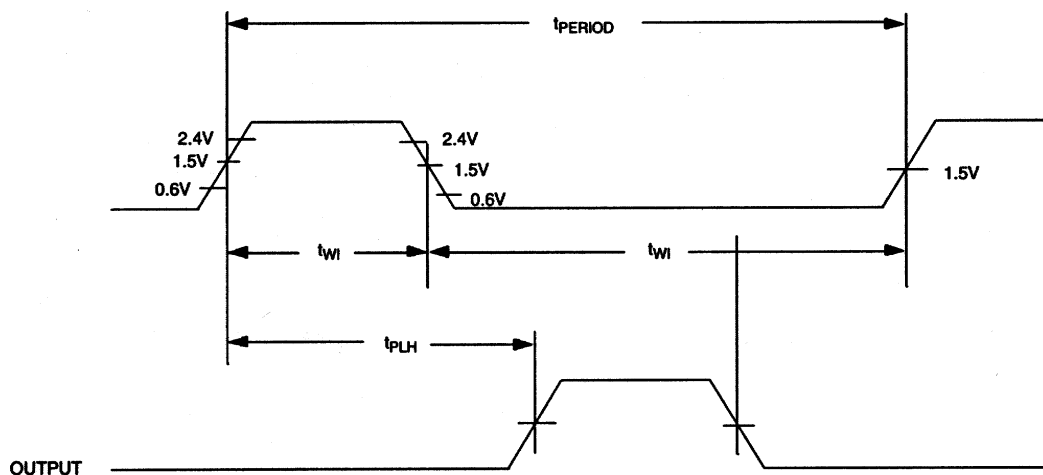 tPERIOD
2.4V
2.4V
1.5V
1.5V
1.5V
0.6V
0.6V
tWI
tWI
tPLH
OUTPUT